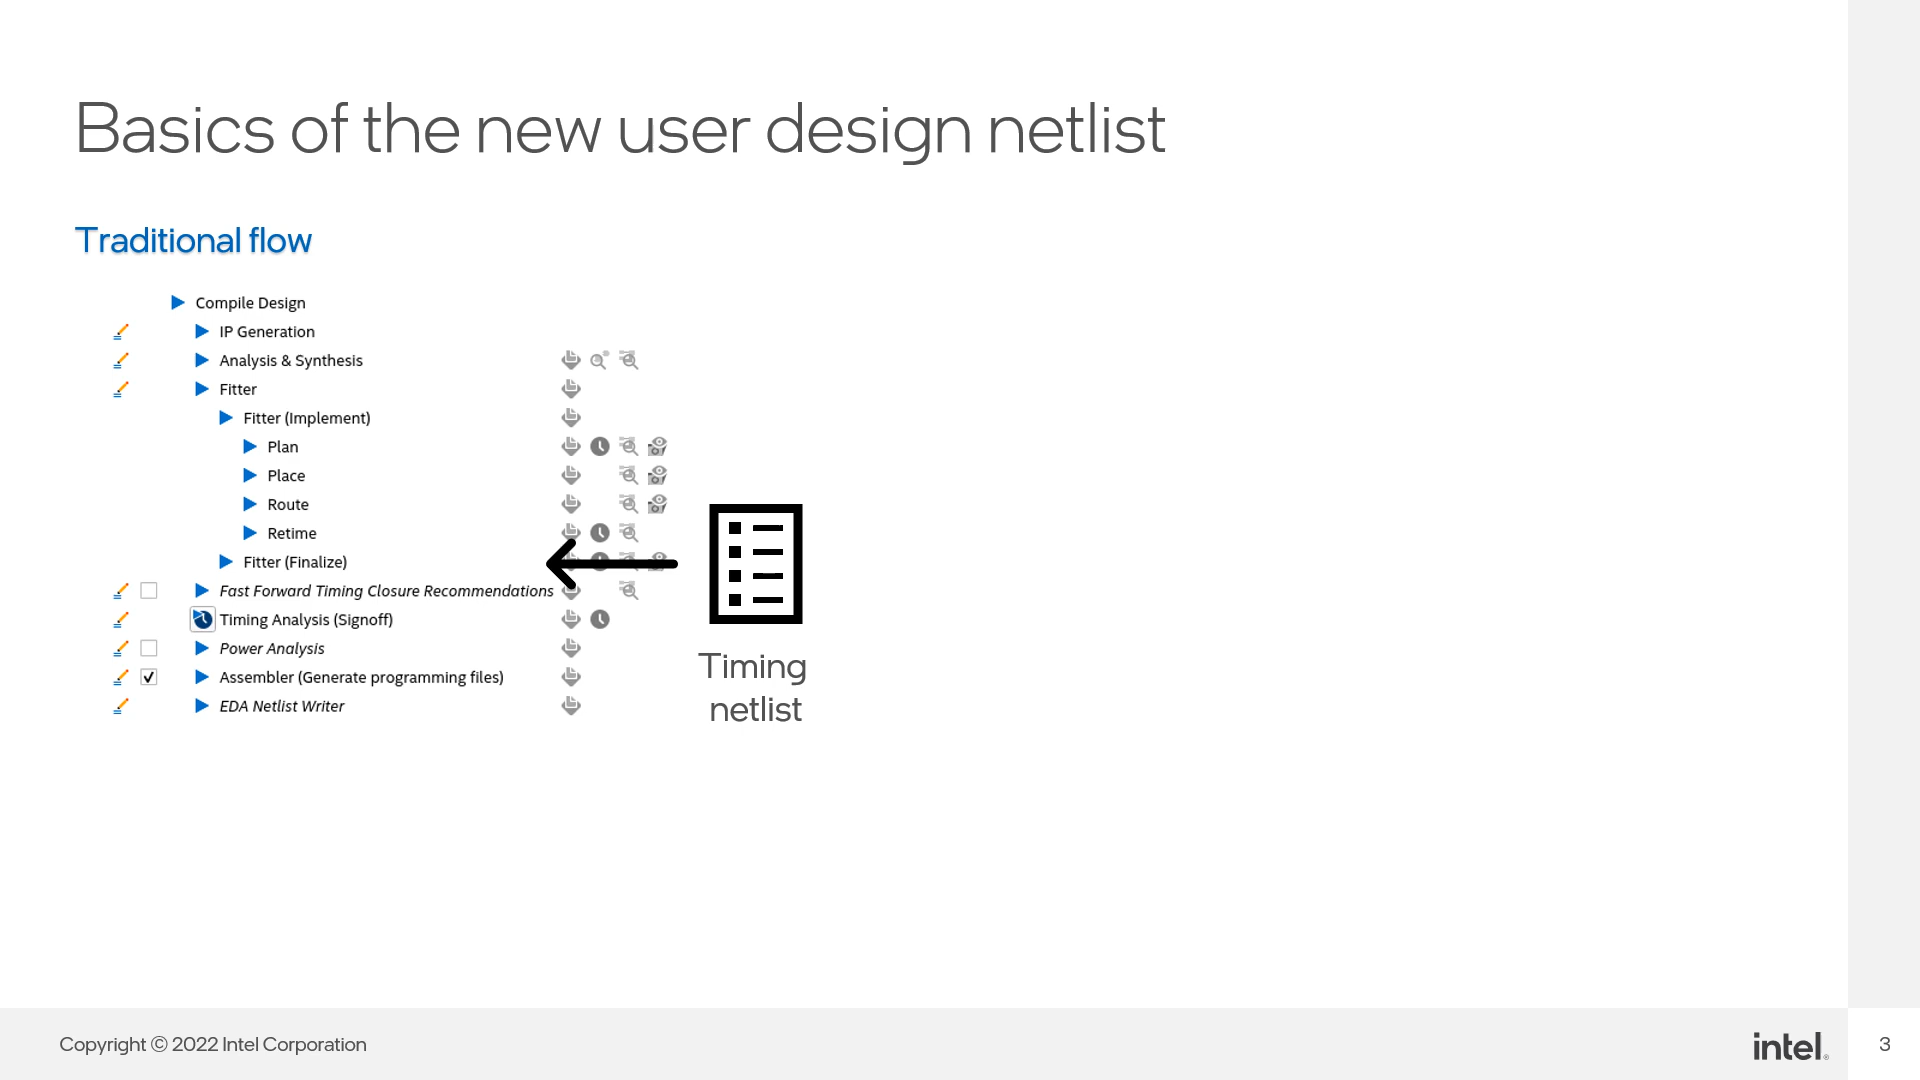 Basics of the new user design netlist
Traditional flow
Compile Design
IP Generation
Analysis & Synthesis
Fitter
Fitter (Implement)
Plan
Place
Route
Retime
Fitter (Finalize)
Fast Forward Timing Closure Recommendations
Timing Analysis (Signoff)
Power Analysis
Assembler (Generate programming files)
EDA Netlist Writer
Timing
netlist
Copyright © 2022 Intel Corporation
intel®
3